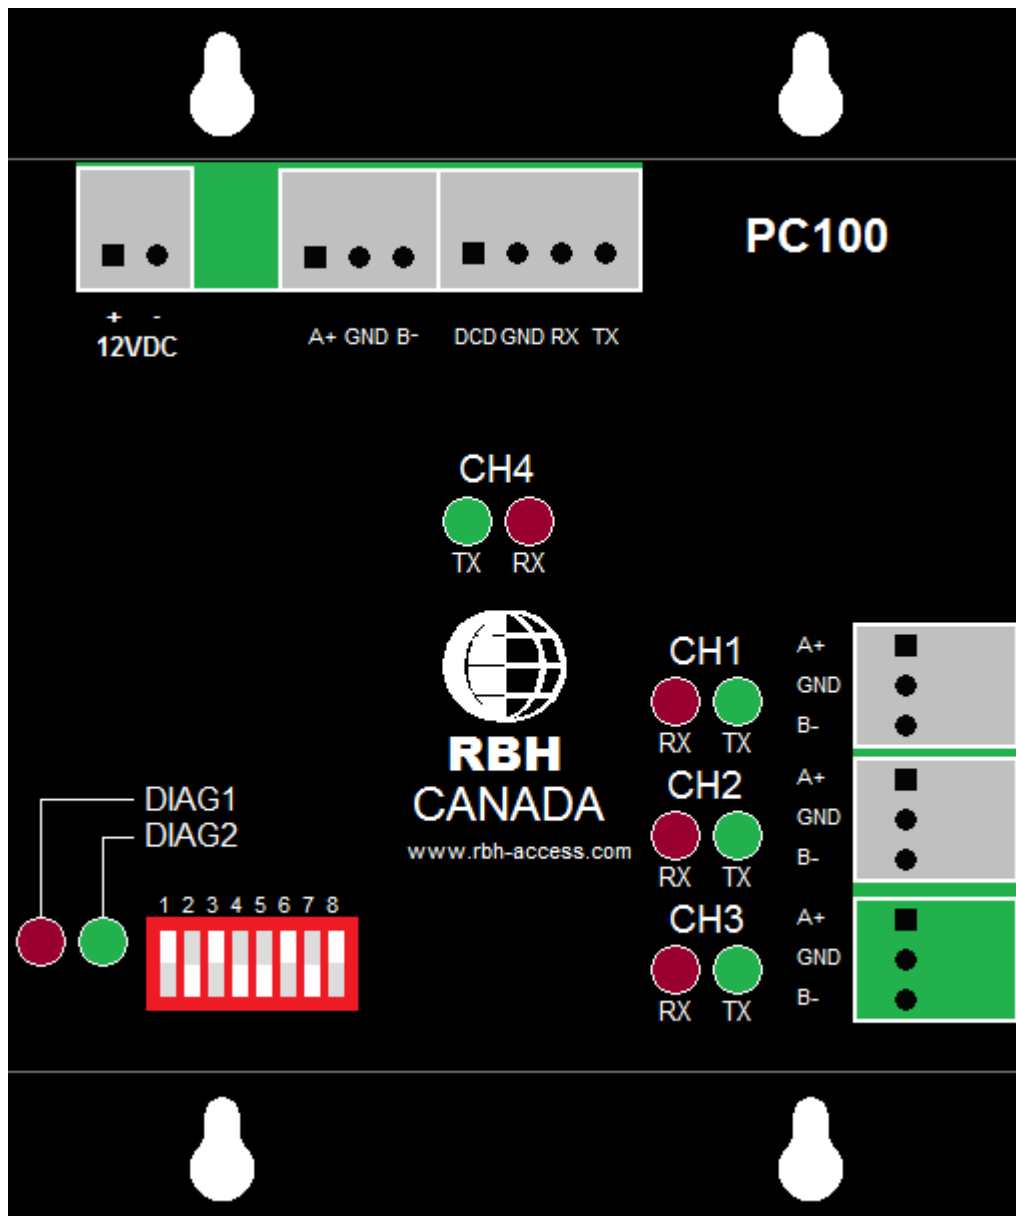 PC100
+ -
12VDC
A+ GND B- DCD GND RX TX
CH4
TX RX
RBH
CANADA
www.rbh-access.com
CH1
RX TX
A+
GND
B-
CH2
RX TX
A+
GND
B-
CH3
RX TX
A+
GND
B-
DIAG1
DIAG2
1 2 3 4 5 6 7 8